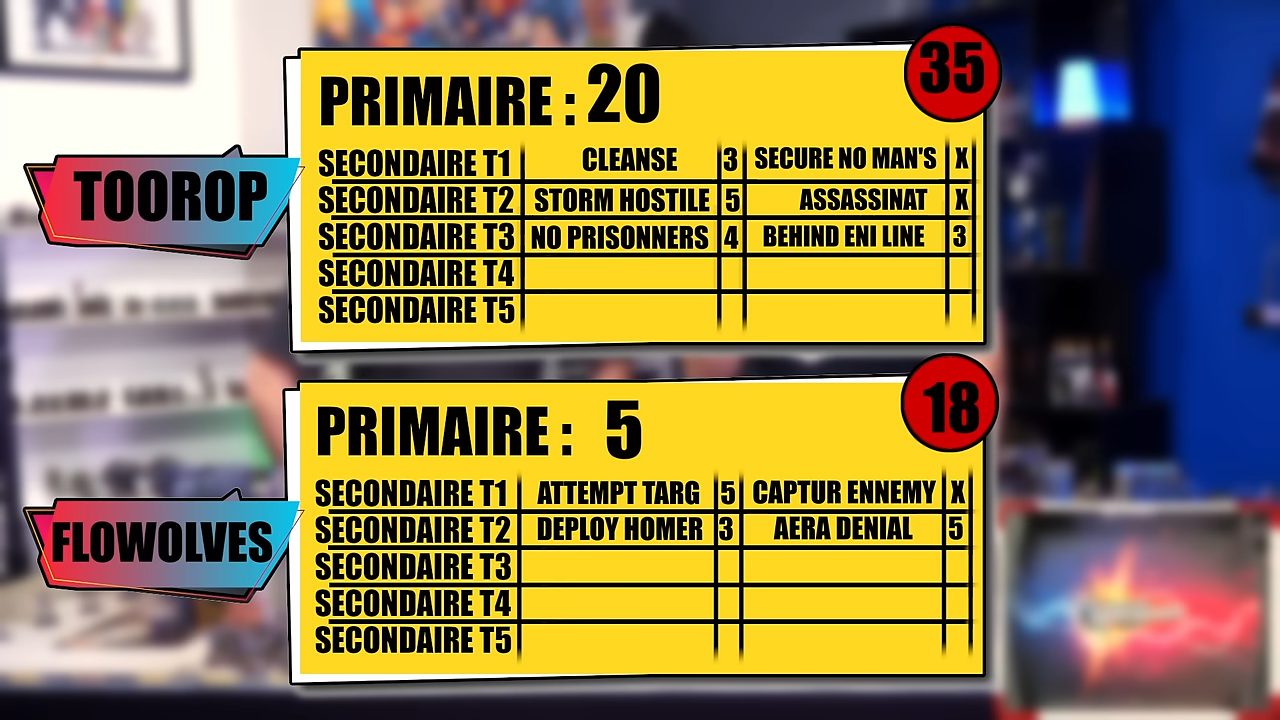 35
PRIMAIRE : 20
SECONDAIRE T1 CLEANSE 3 SECURE NO MAN'S X
SECONDAIRE T2 STORM HOSTILE 5 ASSASSINAT X
SECONDAIRE T3 NO PRISONNERS 4 BEHIND ENI LINE 3
SECONDAIRE T4
SECONDAIRE T5
TOOROP
18
PRIMAIRE : 5
SECONDAIRE T1 ATTEMPT TARG 5 CAPTUR ENNEMY X
SECONDAIRE T2 DEPLOY HOMER 3 AERA DENIAL 5
SECONDAIRE T3
SECONDAIRE T4
SECONDAIRE T5
FLOWOLVES